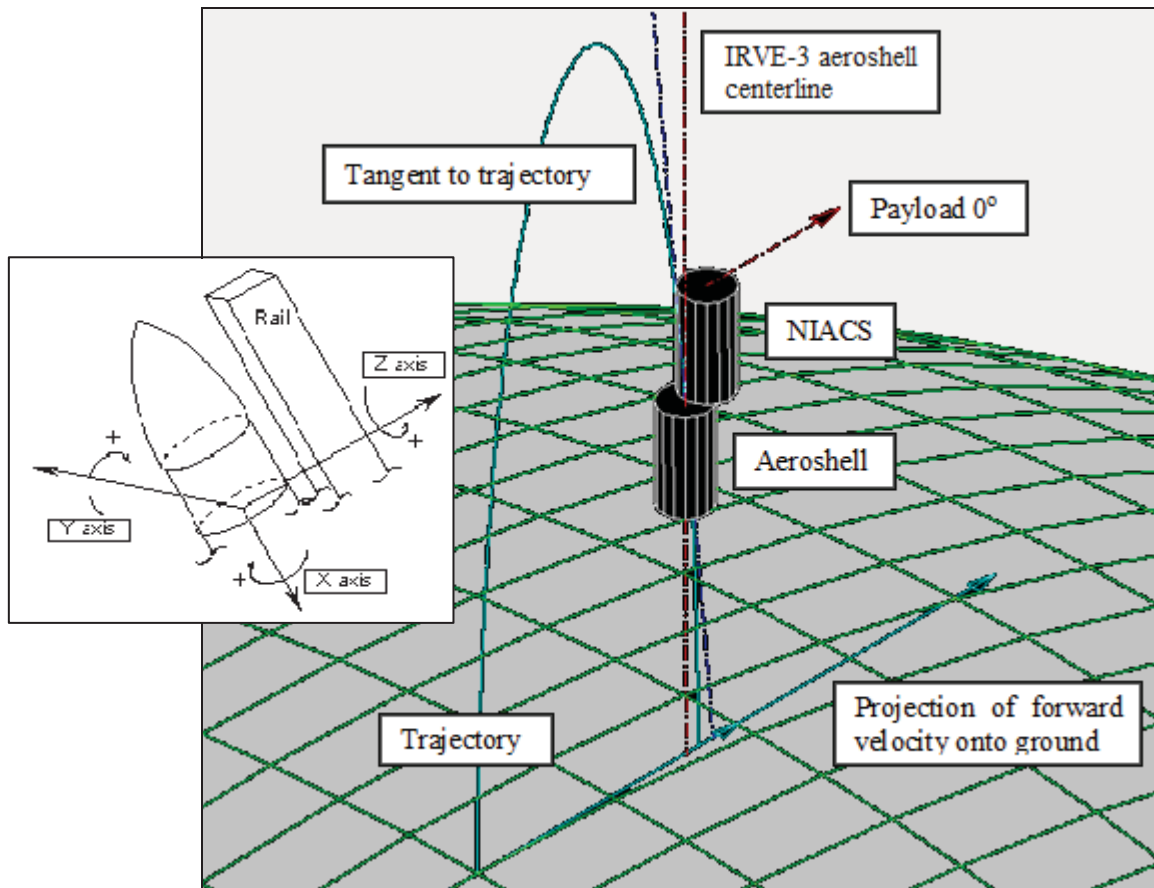 IRVE-3 aeroshell
centerline
Tangent to trajectory
Payload 0°
Rail
Z axis
NIACS
+
+
Aeroshell
Y axis
+
X axis
Trajectory
Projection of forward
velocity onto ground